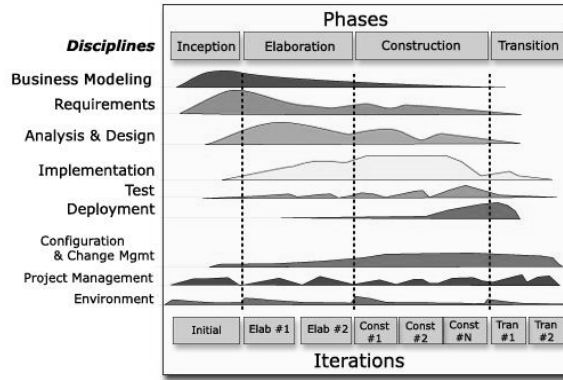 Phases
Disciplines
Inception Elaboration Construction Transition
Business Modeling
Requirements
Analysis & Design
Implementation
Test
Deployment
Configuration
& Change Mgmt
Project Management
Environment
Initial Elab #1 Elab #2 Const #1 Const #2 Const #N Tran #1 Tran #2
Iterations